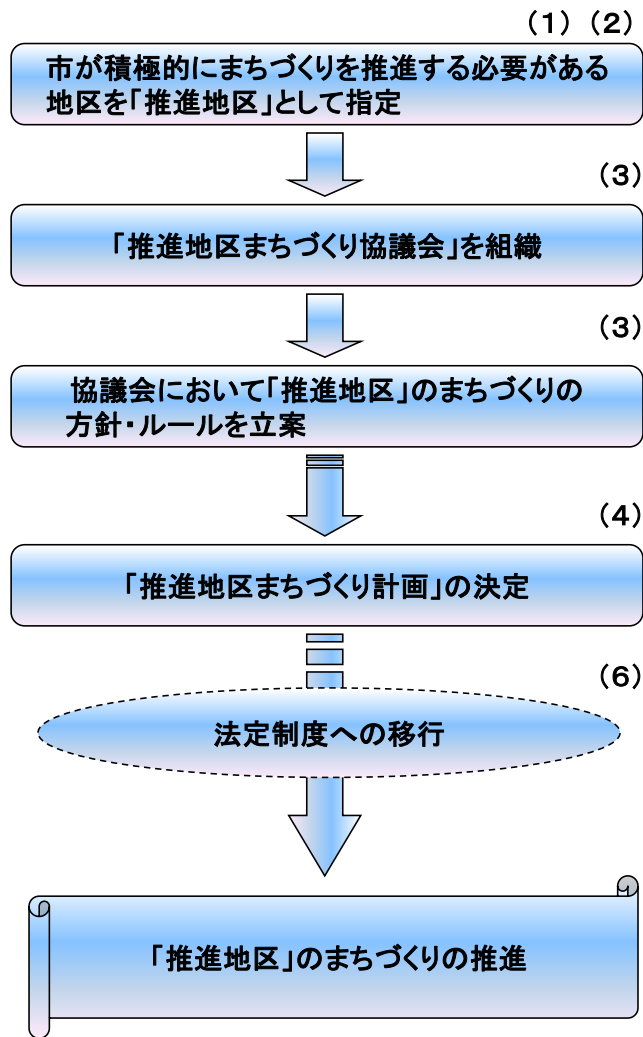 (1) (2)
市が積極的にまちづくりを推進する必要がある
地区を「推進地区」として指定
(3)
「推進地区まちづくり協議会」を組織
(3)
協議会において「推進地区」のまちづくりの
方針・ルールを立案
(4)
「推進地区まちづくり計画」の決定
(6)
法定制度への移行
「推進地区」のまちづくりの推進